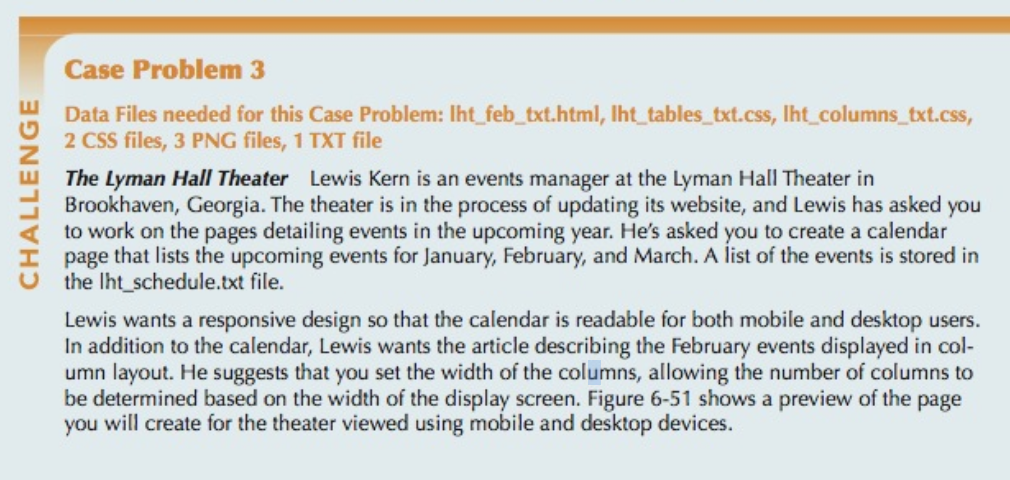 CHALLENGE
Case Problem 3
Data Files needed for this Case Problem: lht_feb_txt.html, lht_tables_txt.css, lht_columns_txt.css,
2 CSS files, 3 PNG files, 1 TXT file
The Lyman Hall Theater Lewis Kern is an events manager at the Lyman Hall Theater in
Brookhaven, Georgia. The theater is in the process of updating its website, and Lewis has asked you
to work on the pages detailing events in the upcoming year. He's asked you to create a calendar
page that lists the upcoming events for January, February, and March. A list of the events is stored in
the lht_schedule.txt file.
Lewis wants a responsive design so that the calendar is readable for both mobile and desktop users.
In addition to the calendar, Lewis wants the article describing the February events displayed in col-
umn layout. He suggests that you set the width of the columns, allowing the number of columns to
be determined based on the width of the display screen. Figure 6-51 shows a preview of the page
you will create for the theater viewed using mobile and desktop devices.